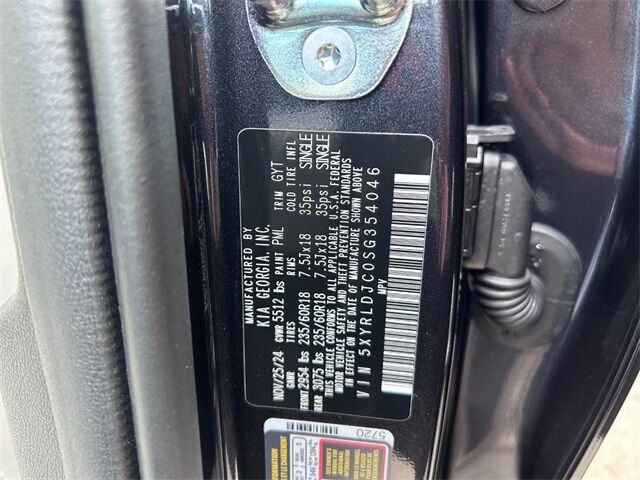 MANUFACTURED BY
KIA GEORGIA, INC.
NOV/25/24 GVWR 5512 lbs PAINT PML TRIM GYT
GAWR TIRES RIMS COLD TIRE INFL
FRONT 2954 lbs 235/60R18 7.5Jx18 35psi SINGLE
REAR 3075 lbs 235/60R18 7.5Jx18 35psi SINGLE
THIS VEHICLE CONFORMS TO ALL APPLICABLE U.S.A. FEDERAL
MOTOR VEHICLE SAFETY AND THEFT PREVENTION STANDARDS
IN EFFECT ON THE DATE OF MANUFACTURE SHOWN ABOVE
VIN 5XYRLDJC0SG354046
MPV
5720